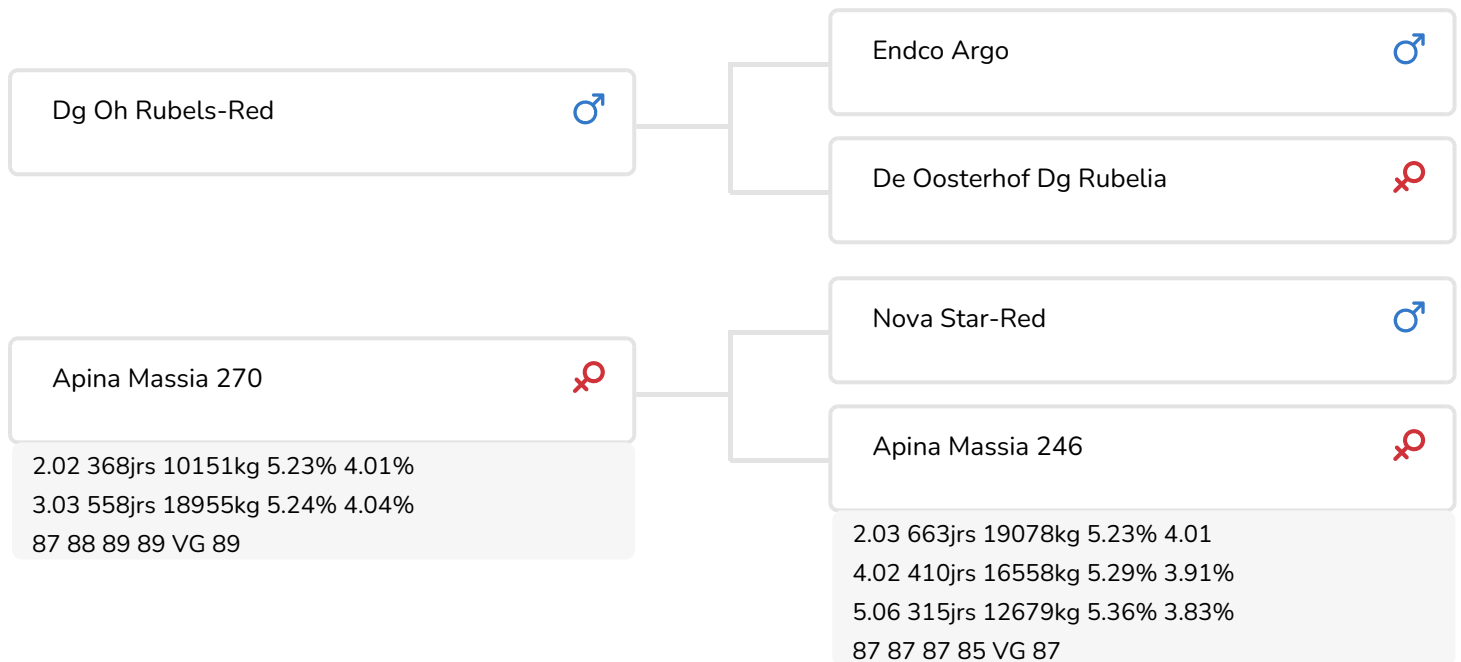 Dg Oh Rubels-Red
Endco Argo
De Oosterhof Dg Rubelia
Apina Massia 270
2.02 368jrs 10151kg 5.23% 4.01%
3.03 558jrs 18955kg 5.24% 4.04%
87 88 89 89 VG 89
Nova Star-Red
Apina Massia 246
2.03 663jrs 19078kg 5.23% 4.01
4.02 410jrs 16558kg 5.29% 3.91%
5.06 315jrs 12679kg 5.36% 3.83%
87 87 87 85 VG 87